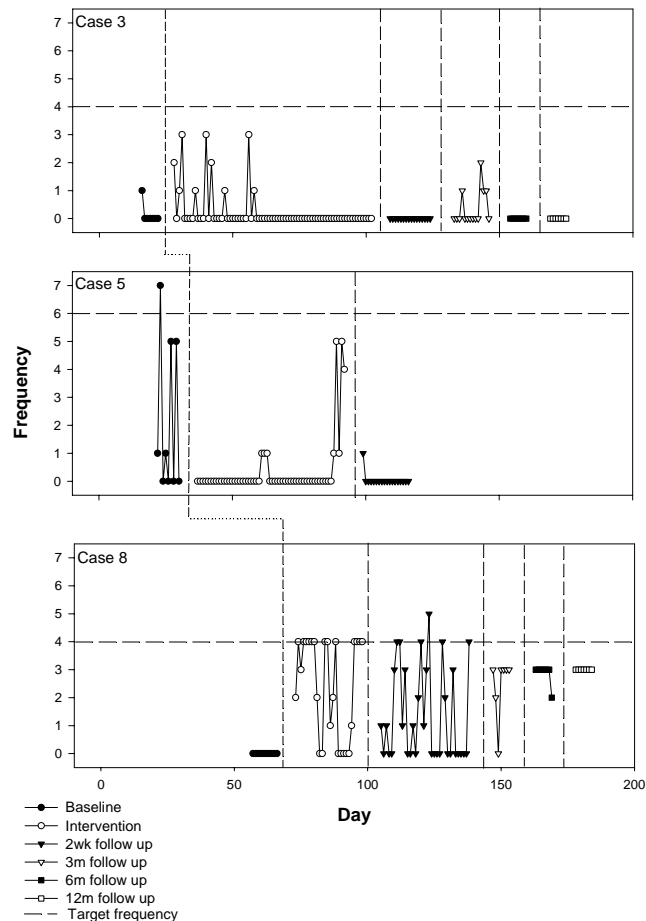 7
Case 3
6
5
4
3
2
1
0
7
Case 5
6
5
4
3
2
1
0
Frequency
7
Case 8
6
5
4
3
2
1
0
0 50 100 150 200
Day
Baseline
Intervention
2wk follow up
3m follow up
6m follow up
12m follow up
Target frequency